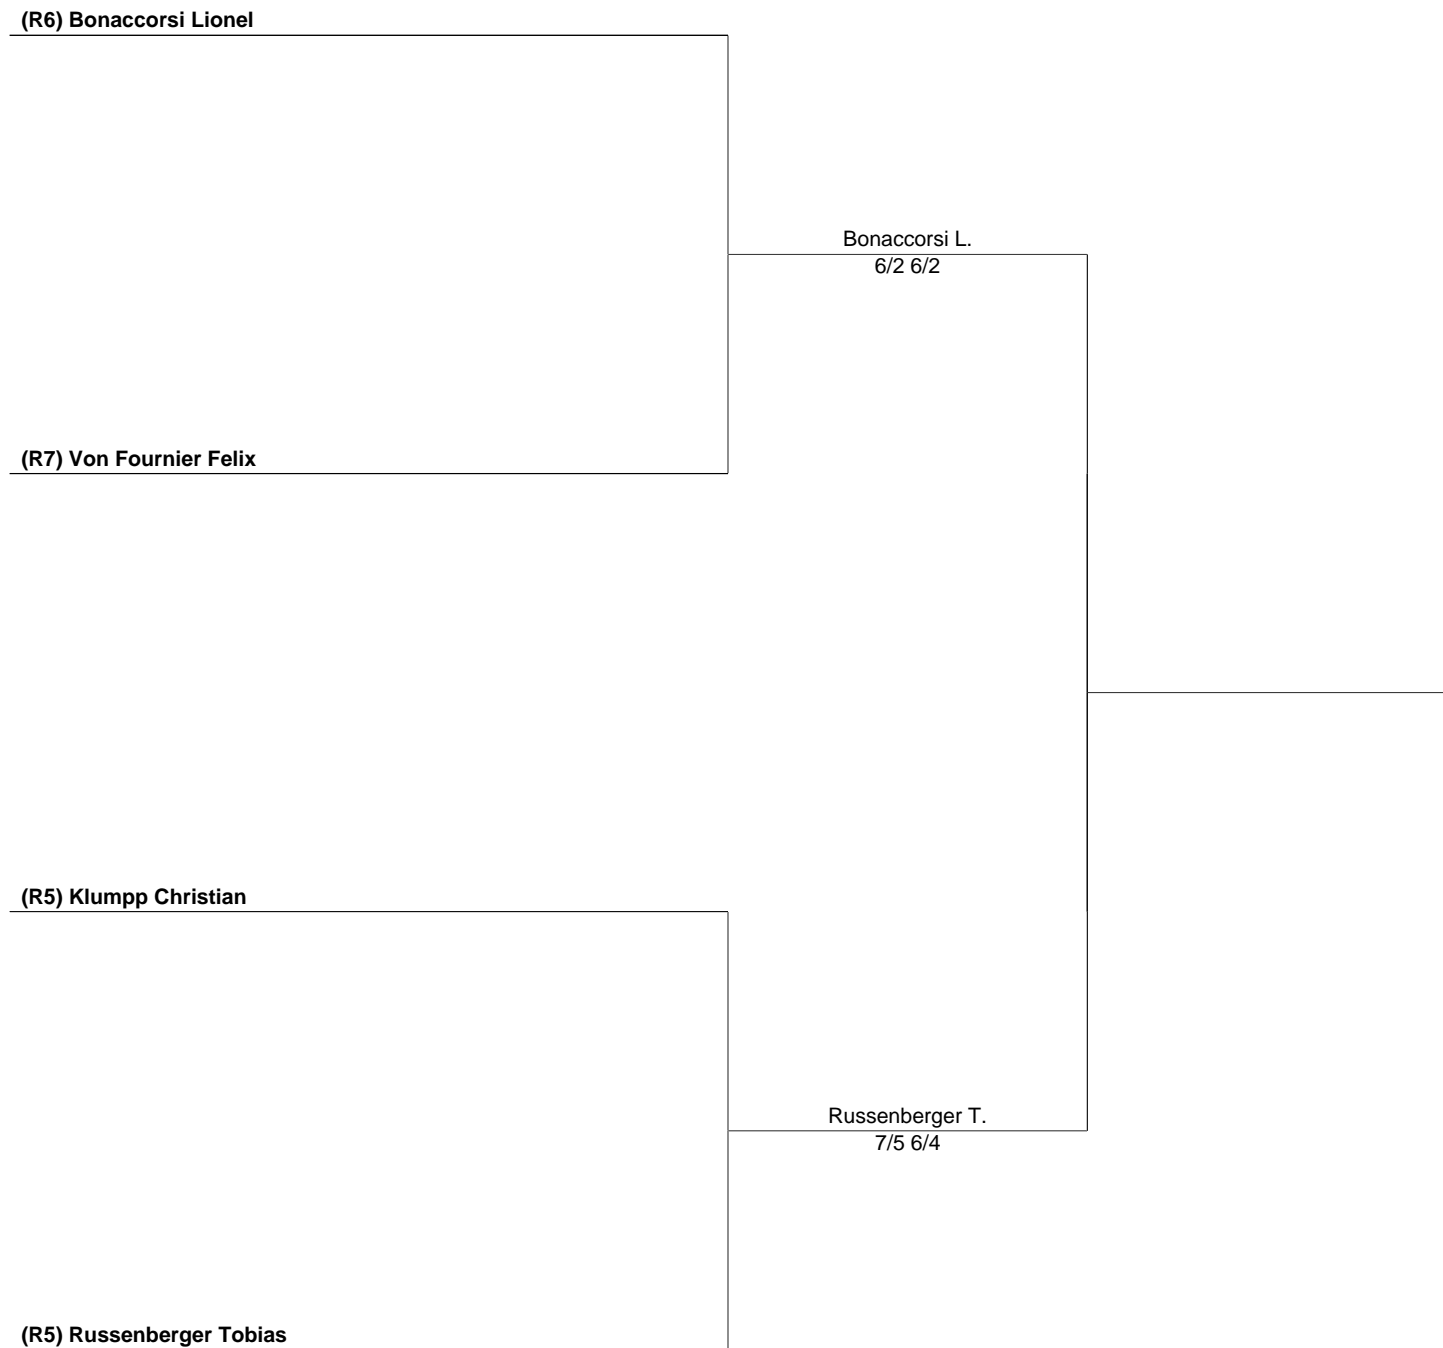 (R6) Bonaccorsi Lionel
Bonaccorsi L.
6/2 6/2
(R7) Von Fournier Felix
(R5) Klumpp Christian
Russenberger T.
7/5 6/4
(R5) Russenberger Tobias